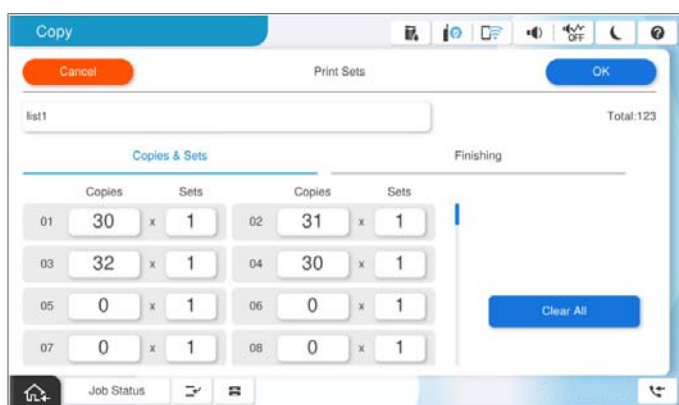 Copy
OFF
Cancel Print Sets OK
list1 Total:123
Copies & Sets Finishing
Copies Sets Copies Sets
01 30 x 1 02 31 x 1
03 32 x 1 04 30 x 1
05 0 x 1 06 0 x 1
Clear All
07 0 x 1 08 0 x 1
Job Status